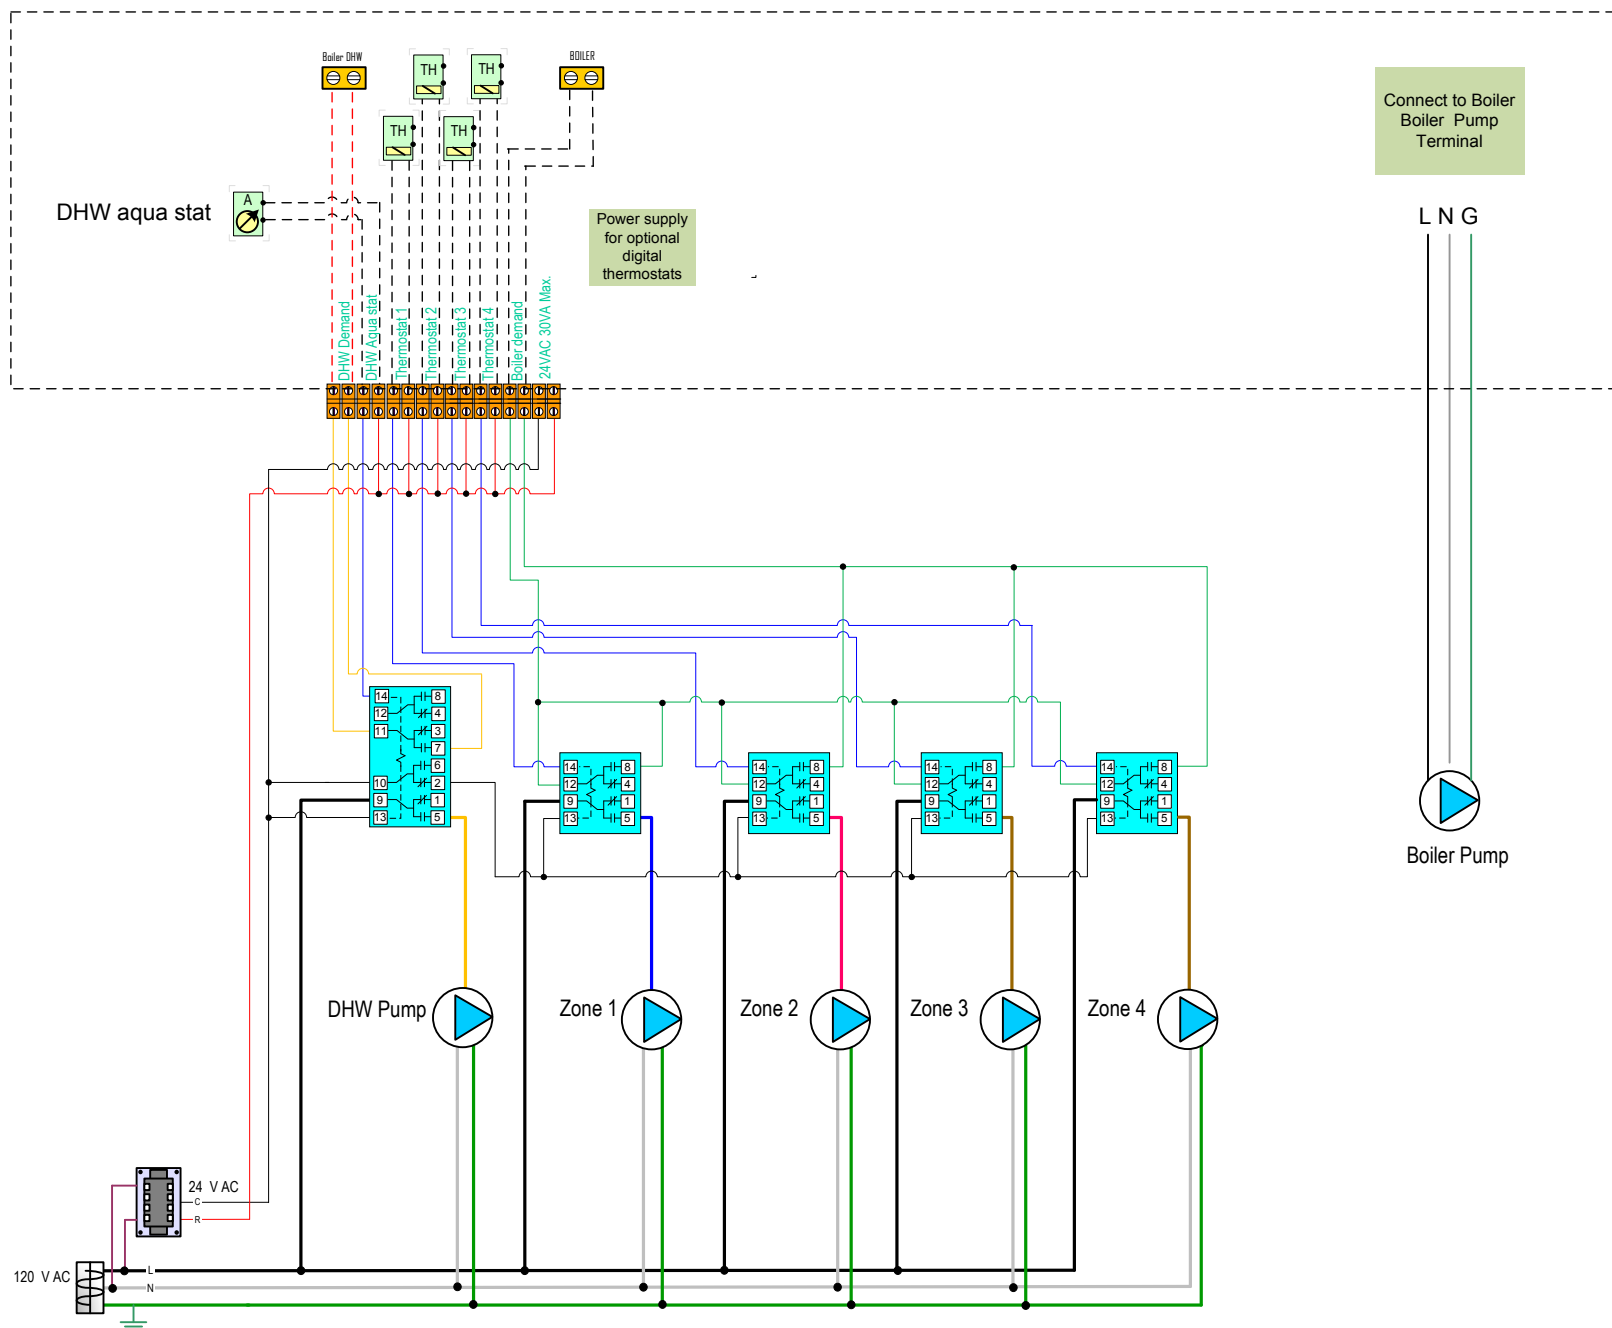 Boiler DHW
BOILER
TH
TH
TH
TH
Connect to Boiler
Boiler Pump
Terminal
DHW aqua stat
A
L N G
Power supply
for optional
digital
thermostats
DHW Demand
DHW Aqua stat
Thermostat 1
Thermostat 2
Thermostat 3
Thermostat 4
Boiler demand
24VAC 30VA Max.
14 8
12 4
11 3
7
6
10 2
9 1
13 5
14 8
12 4
9 1
13 5
14 8
12 4
9 1
13 5
14 8
12 4
9 1
13 5
14 8
12 4
9 1
13 5
Boiler Pump
DHW Pump
Zone 1
Zone 2
Zone 3
Zone 4
24 V AC
C
R
120 V AC
L
N